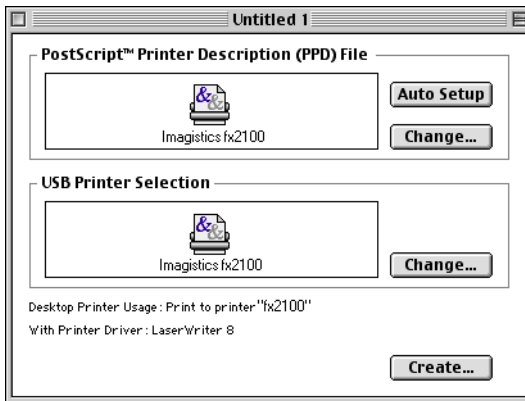 Untitled 1
PostScript™ Printer Description (PPD) File
Imagistics fx2100
Auto Setup
Change...
USB Printer Selection
Imagistics fx2100
Change...
Desktop Printer Usage : Print to printer "fx2100"
With Printer Driver : LaserWriter 8
Create...